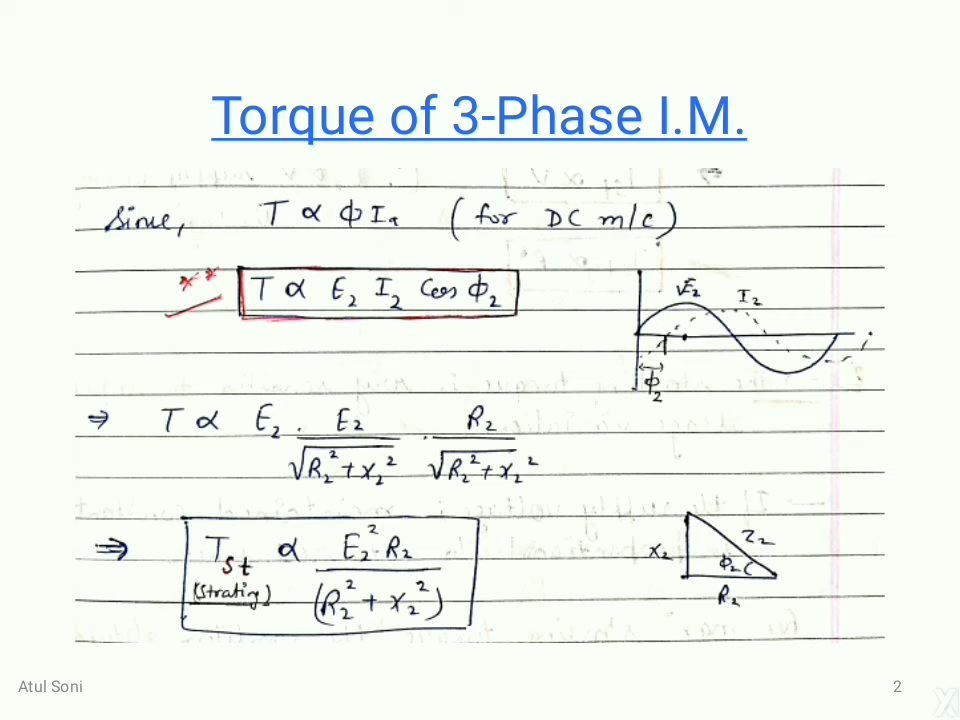 Torque of 3-Phase I.M.
Since, T ∝ ϕ Ia (for DC m/c)
** T ∝ E₂ I₂ Cos ϕ₂
E₂ I₂
ϕ₂
⇒ T ∝ E₂ . E₂/√R₂²+X₂² . R₂/√R₂²+X₂²
⇒ Tst ∝ E₂² . R₂/(R₂² + X₂²)
(Strating)
X₂ Z₂
ϕ₂
R₂
Atul Soni 2